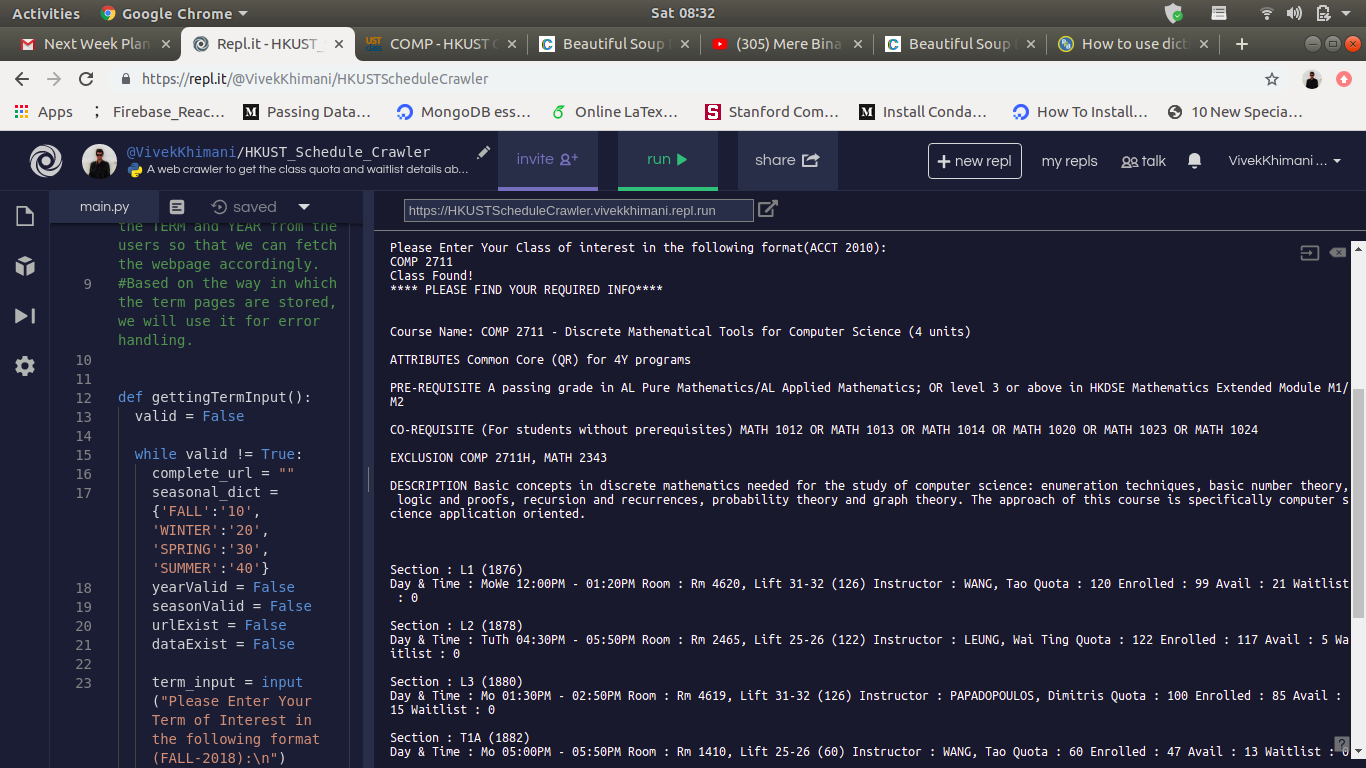 Activities
Google Chrome
Sat 08:32
Next Week Plan
Repl.it - HKUST_
COMP - HKUST C
Beautiful Soup
(305) Mere Bina
Beautiful Soup
How to use dict
https://repl.it/@VivekKhimani/HKUSTScheduleCrawler
Apps
Firebase_Reac...
Passing Data...
MongoDB ess...
Online LaTex...
Stanford Com...
Install Conda...
How To Install...
10 New Specia...
@VivekKhimani/HKUST_Schedule_Crawler
A web crawler to get the class quota and waitlist details ab...
invite
run
share
+ new repl
my repls
talk
VivekKhimani ...
main.py
saved
the TERM and YEAR from the
users so that we can fetch
the webpage accordingly.
9 #Based on the way in which
the term pages are stored,
we will use it for error
handling.
10
11
12 def gettingTermInput():
13 valid = False
14
15 while valid != True:
16 complete_url = ""
17 seasonal_dict =
{'FALL':'10',
'WINTER':'20',
'SPRING':'30',
'SUMMER':'40'}
18 yearValid = False
19 seasonValid = False
20 urlExist = False
21 dataExist = False
22
23 term_input = input
("Please Enter Your
Term of Interest in
the following format
(FALL-2018):\n")
https://HKUSTScheduleCrawler.vivekkhimani.repl.run
Please Enter Your Class of interest in the following format(ACCT 2010):
COMP 2711
Class Found!
**** PLEASE FIND YOUR REQUIRED INFO****
Course Name: COMP 2711 - Discrete Mathematical Tools for Computer Science (4 units)
ATTRIBUTES Common Core (QR) for 4Y programs
PRE-REQUISITE A passing grade in AL Pure Mathematics/AL Applied Mathematics; OR level 3 or above in HKDSE Mathematics Extended Module M1/
M2
CO-REQUISITE (For students without prerequisites) MATH 1012 OR MATH 1013 OR MATH 1014 OR MATH 1020 OR MATH 1023 OR MATH 1024
EXCLUSION COMP 2711H, MATH 2343
DESCRIPTION Basic concepts in discrete mathematics needed for the study of computer science: enumeration techniques, basic number theory,
logic and proofs, recursion and recurrences, probability theory and graph theory. The approach of this course is specifically computer s
cience application oriented.
Section : L1 (1876)
Day & Time : MoWe 12:00PM - 01:20PM Room : Rm 4620, Lift 31-32 (126) Instructor : WANG, Tao Quota : 120 Enrolled : 99 Avail : 21 Waitlist
: 0
Section : L2 (1878)
Day & Time : TuTh 04:30PM - 05:50PM Room : Rm 2465, Lift 25-26 (122) Instructor : LEUNG, Wai Ting Quota : 122 Enrolled : 117 Avail : 5 Wa
itlist : 0
Section : L3 (1880)
Day & Time : Mo 01:30PM - 02:50PM Room : Rm 4619, Lift 31-32 (126) Instructor : PAPADOPOULOS, Dimitris Quota : 100 Enrolled : 85 Avail :
15 Waitlist : 0
Section : T1A (1882)
Day & Time : Mo 05:00PM - 05:50PM Room : Rm 1410, Lift 25-26 (60) Instructor : WANG, Tao Quota : 60 Enrolled : 47 Avail : 13 Waitlist : 0